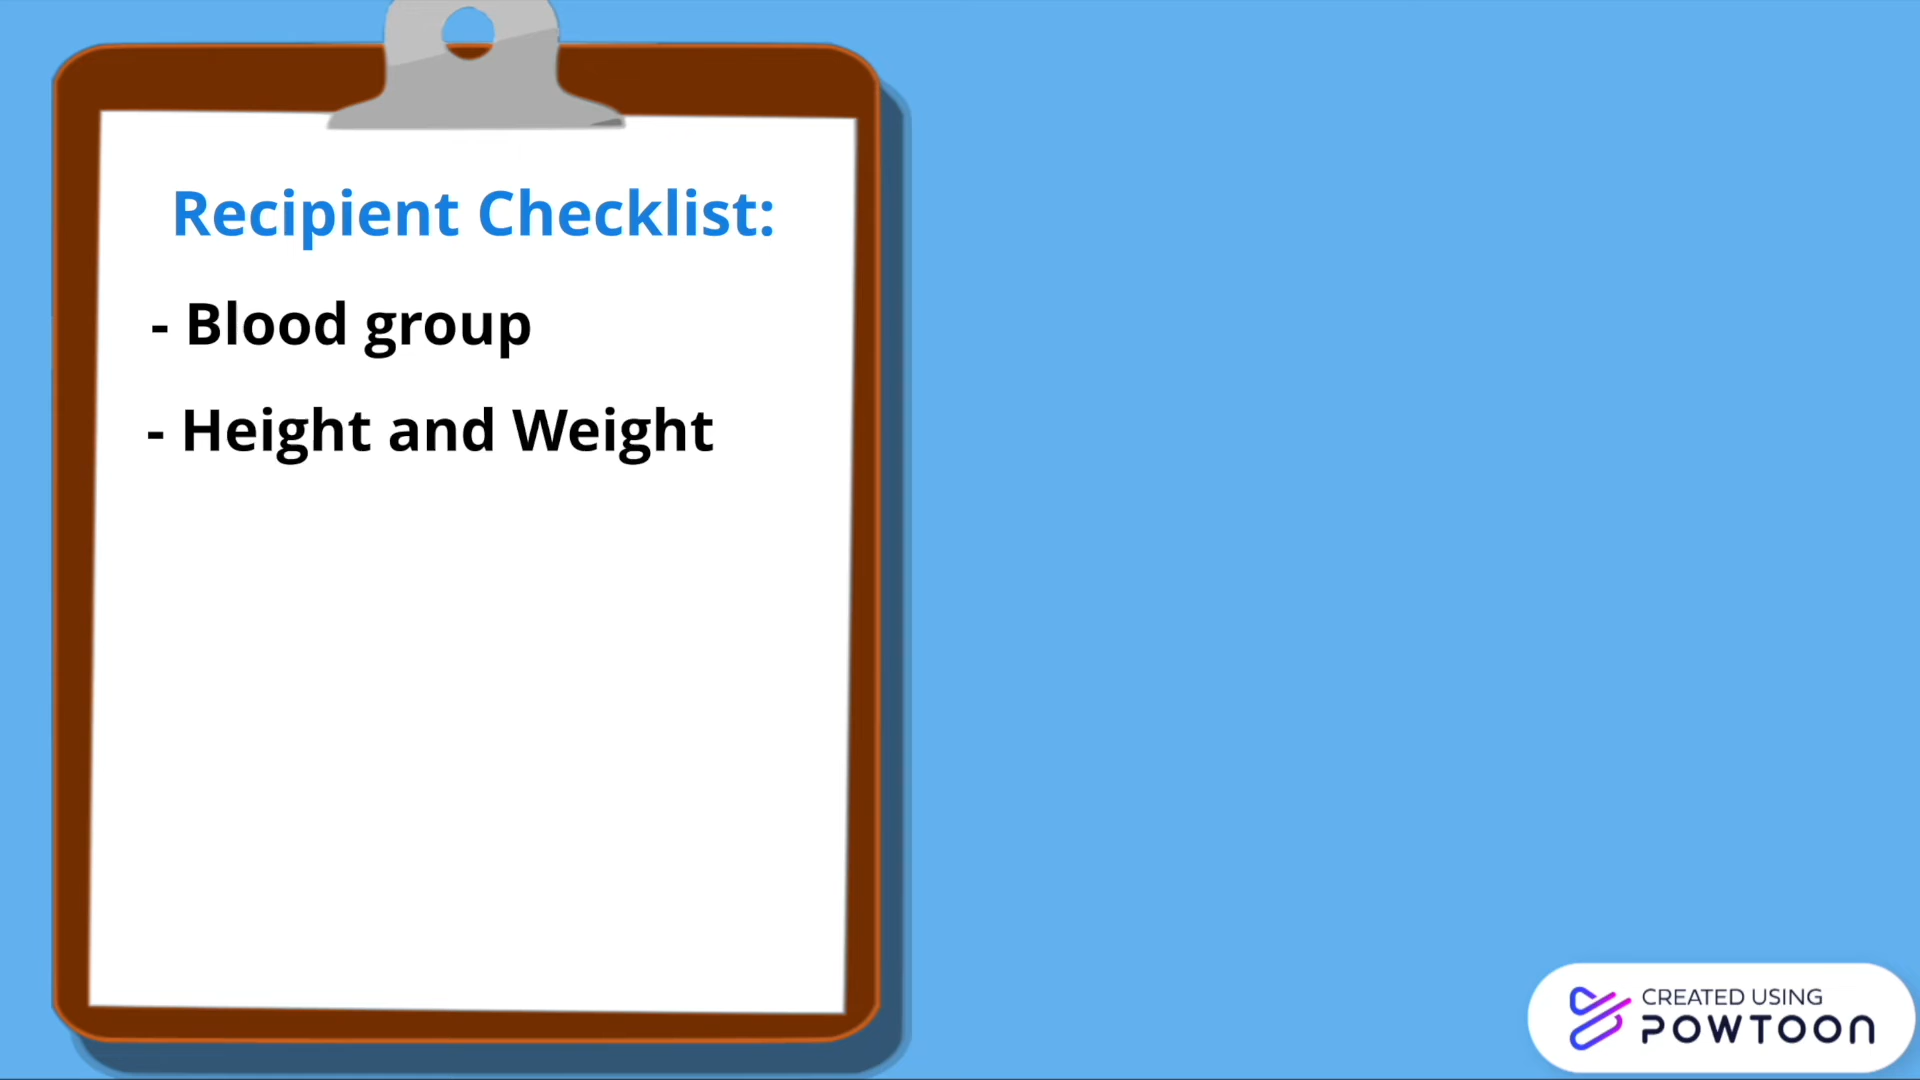 Recipient Checklist:
- Blood group
- Height and Weight
CREATED USING
POWTOON